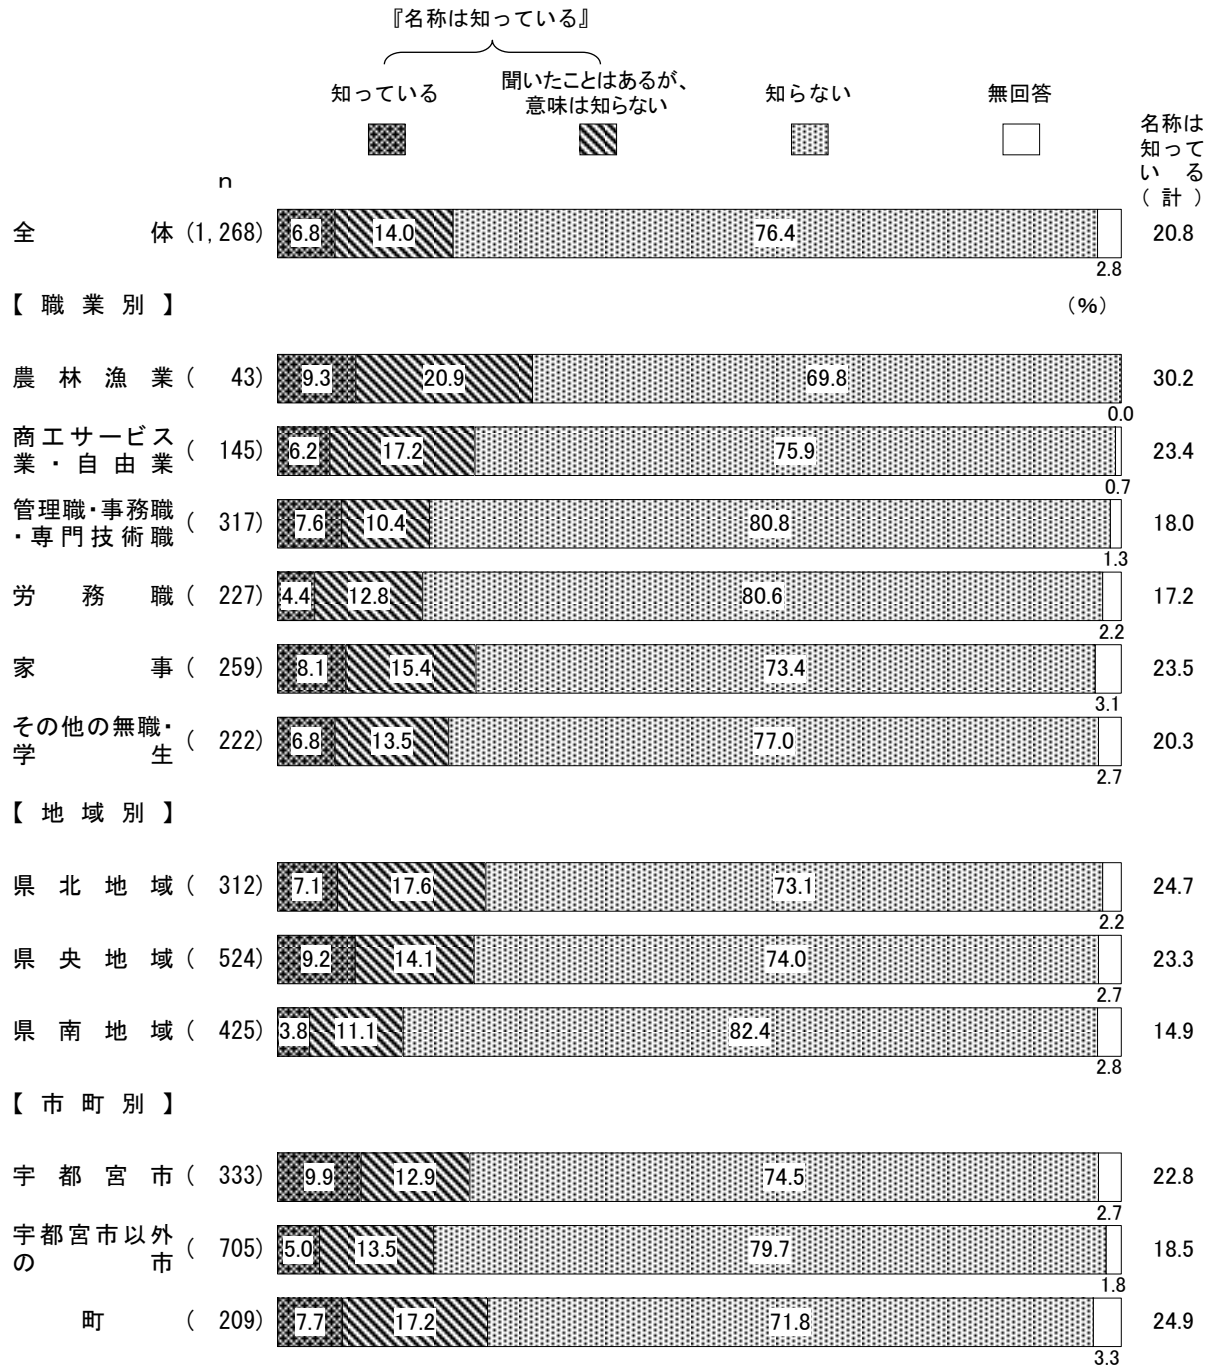 『名称は知っている』
知っている
聞いたことはあるが、
意味は知らない
知らない
無回答
名称は
知って
いる
(計)
n
全体 (1,268) 6.8 14.0 76.4 20.8
2.8
【職業別】 (%)
農林漁業 ( 43) 9.3 20.9 69.8 30.2
0.0
商工サービス
業・自由業 ( 145) 6.2 17.2 75.9 23.4
0.7
管理職・事務職
・専門技術職 ( 317) 7.6 10.4 80.8 18.0
1.3
労務職 ( 227) 4.4 12.8 80.6 17.2
2.2
家事 ( 259) 8.1 15.4 73.4 23.5
3.1
その他の無職・
学生 ( 222) 6.8 13.5 77.0 20.3
2.7
【地域別】
県北地域 ( 312) 7.1 17.6 73.1 24.7
2.2
県央地域 ( 524) 9.2 14.1 74.0 23.3
2.7
県南地域 ( 425) 3.8 11.1 82.4 14.9
2.8
【市町別】
宇都宮市 ( 333) 9.9 12.9 74.5 22.8
2.7
宇都宮市以外
の市 ( 705) 5.0 13.5 79.7 18.5
1.8
町 ( 209) 7.7 17.2 71.8 24.9
3.3